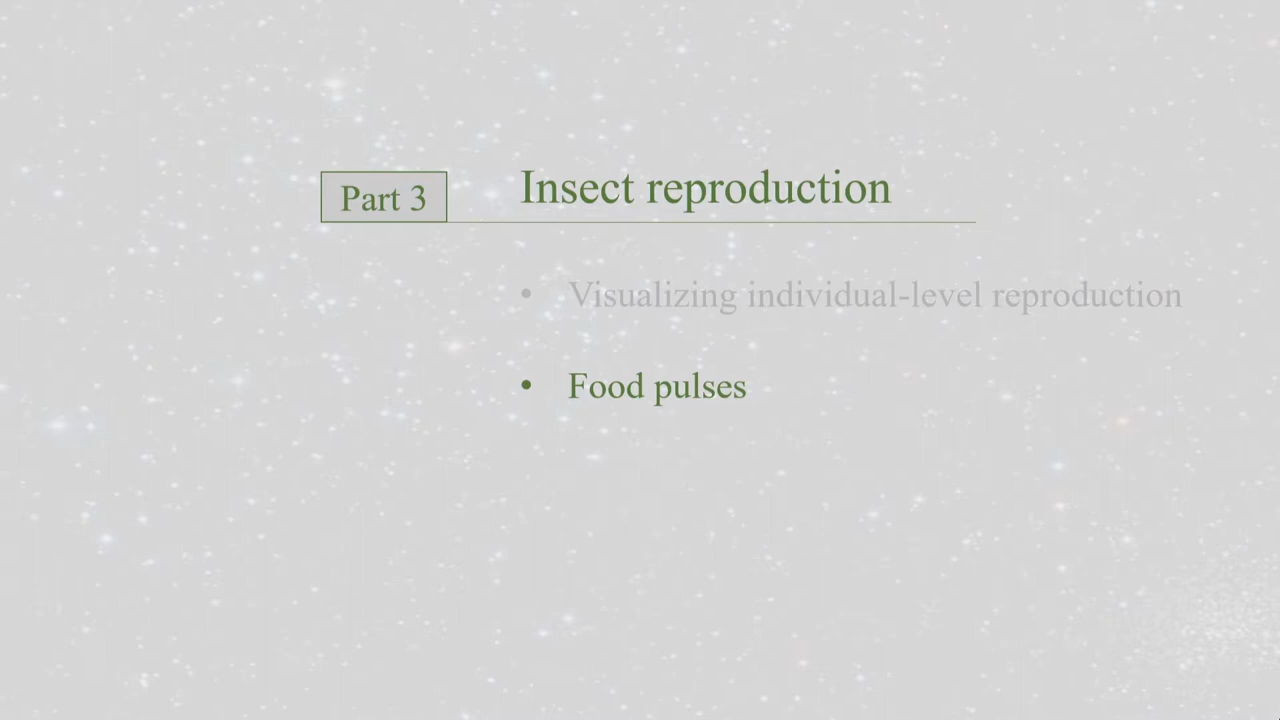 Part 3
Insect reproduction
• Visualizing individual-level reproduction
• Food pulses